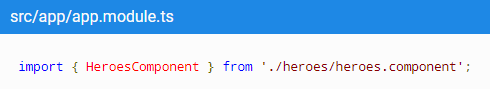 src/app/app.module.ts
import { HeroesComponent } from './heroes/heroes.component';